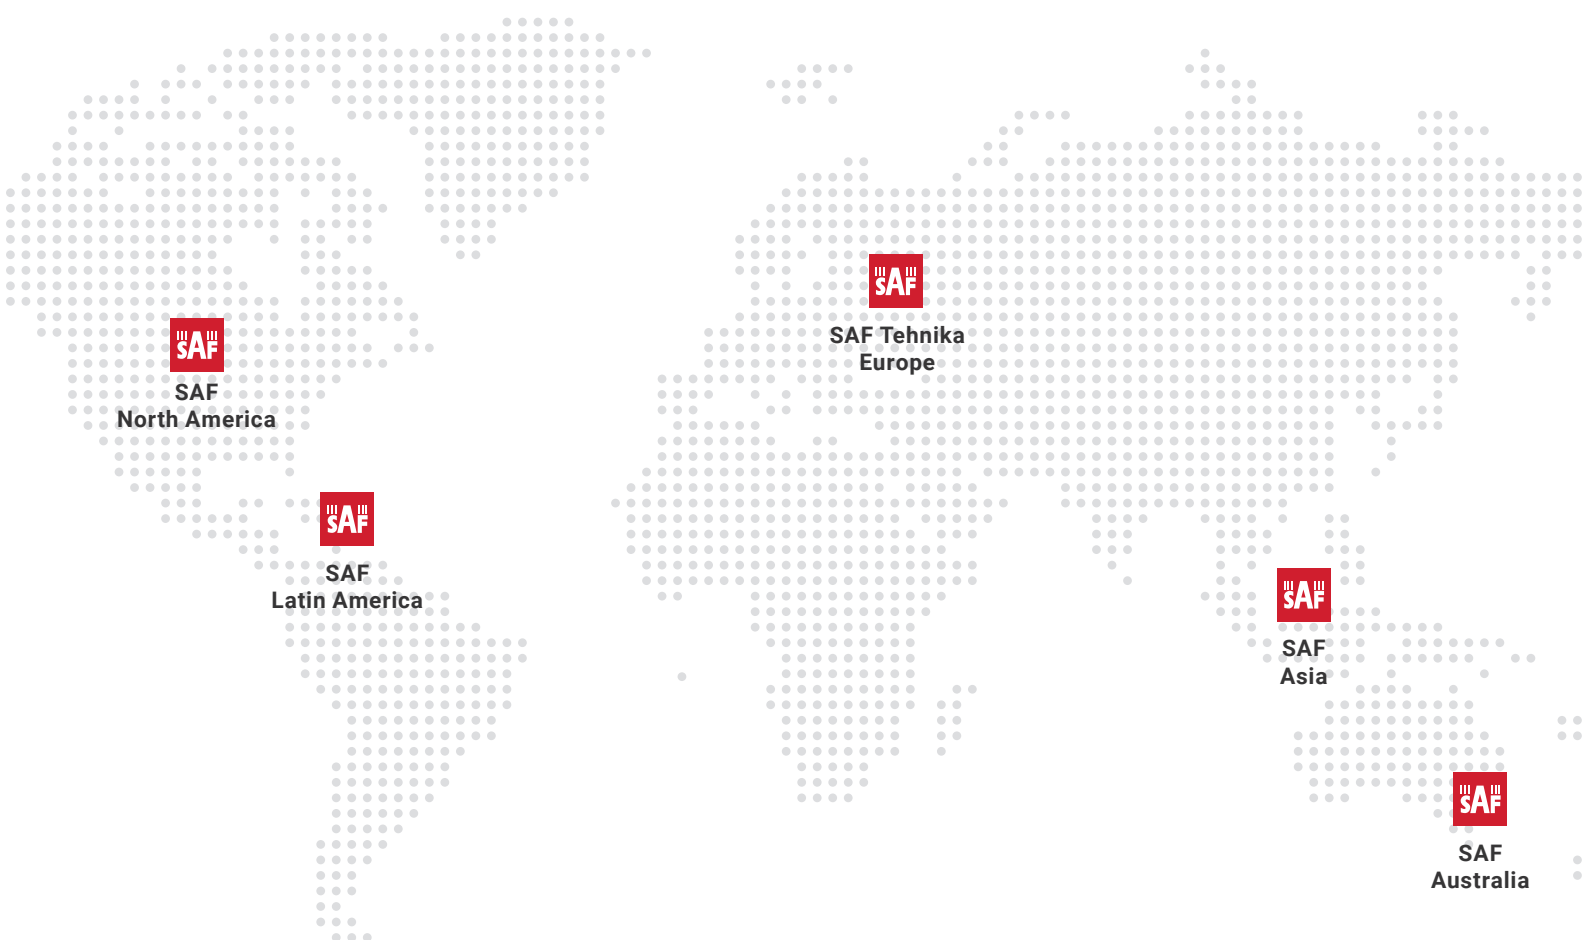 SAF
SAF Tehnika
Europe
SAF
SAF
North America
SAF
SAF
Latin America
SAF
SAF
Asia
SAF
SAF
Australia